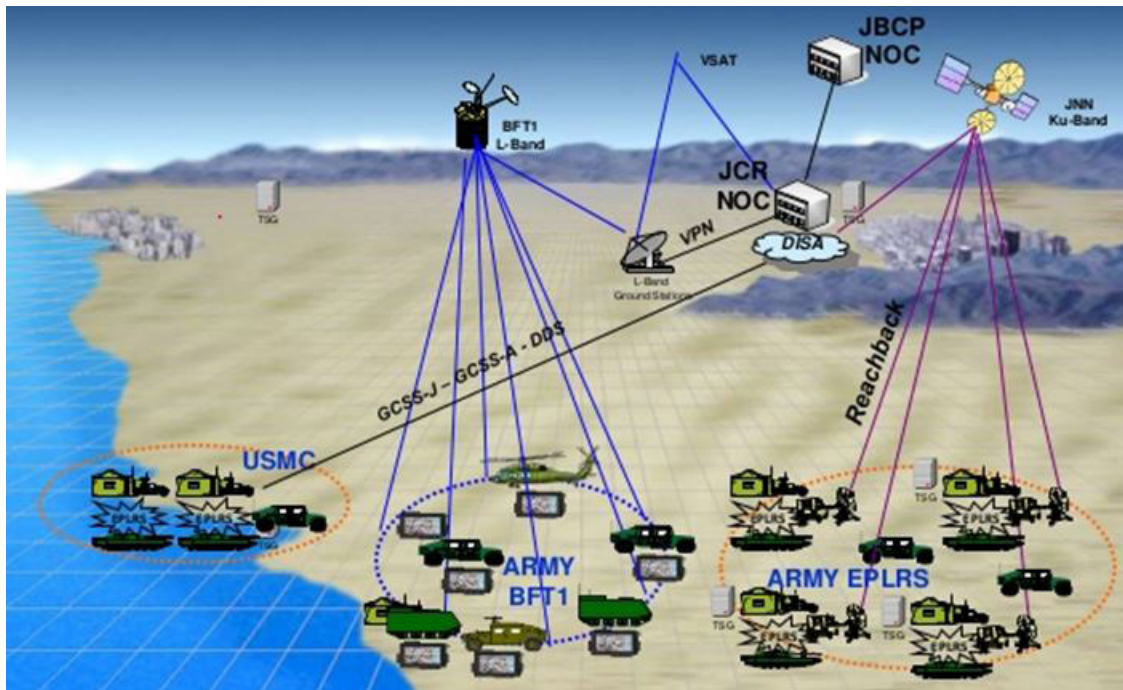 JBCP
NOC
VSAT
BFT1
L-Band
JNN
Ku-Band
JCR
NOC
TSG
TSG
VPN
DISA
L-Band
Ground Stations
GCSS-J – GCSS-A - DDS
Reachback
USMC
EPLRS
EPLRS
TSG
ARMY
BFT1
TSG
EPLRS
EPLRS
ARMY EPLRS
TSG
TSG
EPLRS
EPLRS